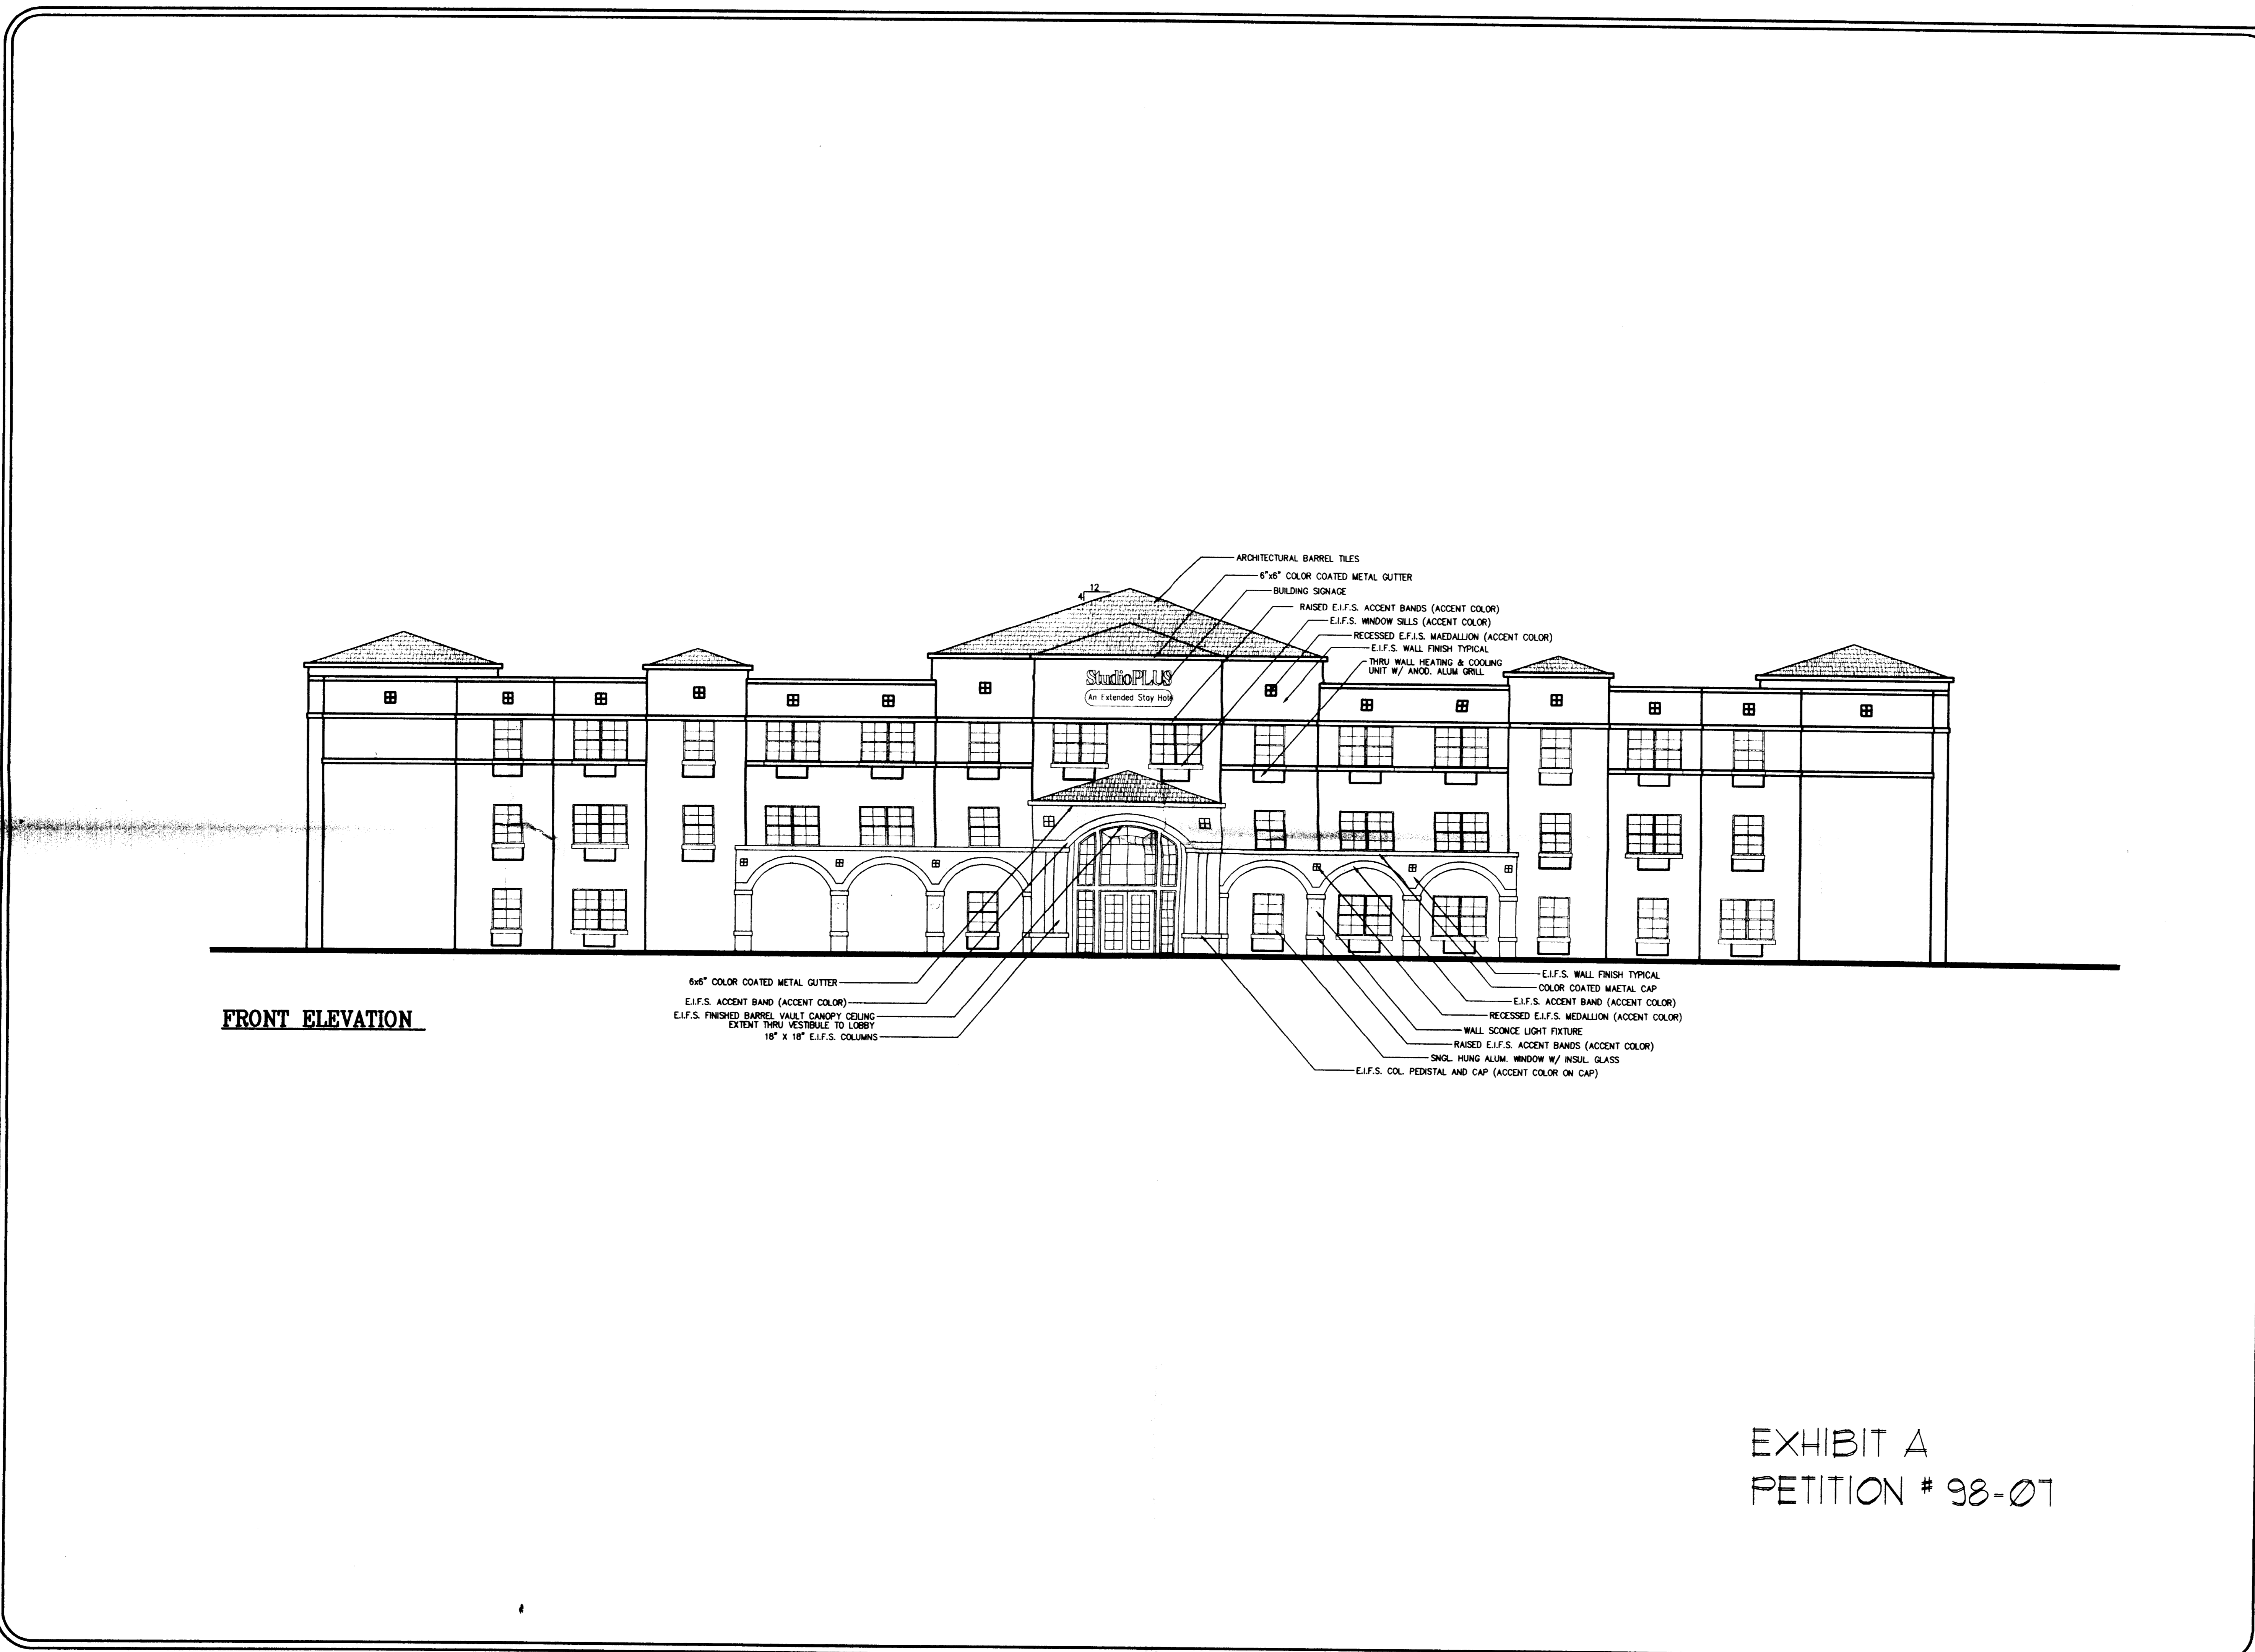 ARCHITECTURAL BARREL TILES
6"x6" COLOR COATED METAL GUTTER
12
4
BUILDING SIGNAGE
RAISED E.I.F.S. ACCENT BANDS (ACCENT COLOR)
E.I.F.S. WINDOW SILLS (ACCENT COLOR)
RECESSED E.F.I.S. MAEDALLION (ACCENT COLOR)
E.I.F.S. WALL FINISH TYPICAL
THRU WALL HEATING & COOLING
UNIT W/ ANOD. ALUM GRILL
StudioPLUS
An Extended Stay Hotel
6x6" COLOR COATED METAL GUTTER
E.I.F.S. ACCENT BAND (ACCENT COLOR)
E.I.F.S. FINISHED BARREL VAULT CANOPY CEILING
EXTENT THRU VESTIBULE TO LOBBY
18" X 18" E.I.F.S. COLUMNS
E.I.F.S. WALL FINISH TYPICAL
COLOR COATED MAETAL CAP
E.I.F.S. ACCENT BAND (ACCENT COLOR)
RECESSED E.I.F.S. MEDALLION (ACCENT COLOR)
WALL SCONCE LIGHT FIXTURE
RAISED E.I.F.S. ACCENT BANDS (ACCENT COLOR)
SNGL. HUNG ALUM. WINDOW W/ INSUL. GLASS
E.I.F.S. COL. PEDISTAL AND CAP (ACCENT COLOR ON CAP)
FRONT ELEVATION
EXHIBIT A
PETITION # 98-07